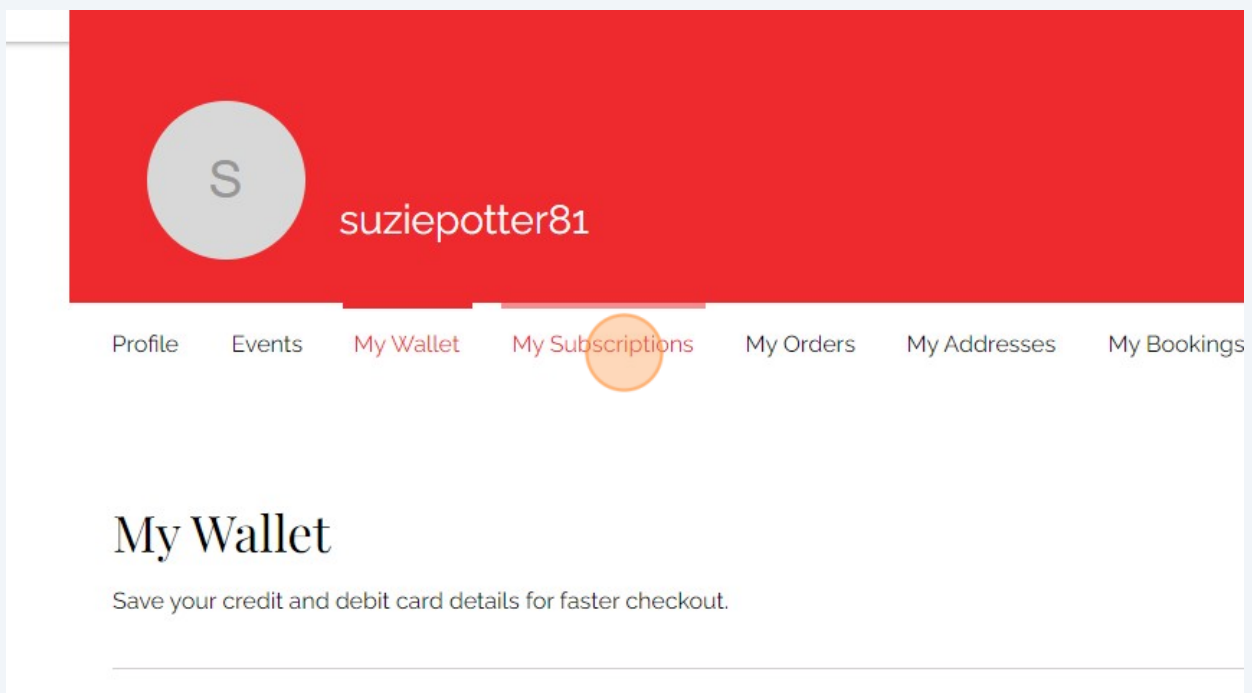 S
suziepotter81
Profile Events My Wallet My Subscriptions My Orders My Addresses My Bookings
My Wallet
Save your credit and debit card details for faster checkout.